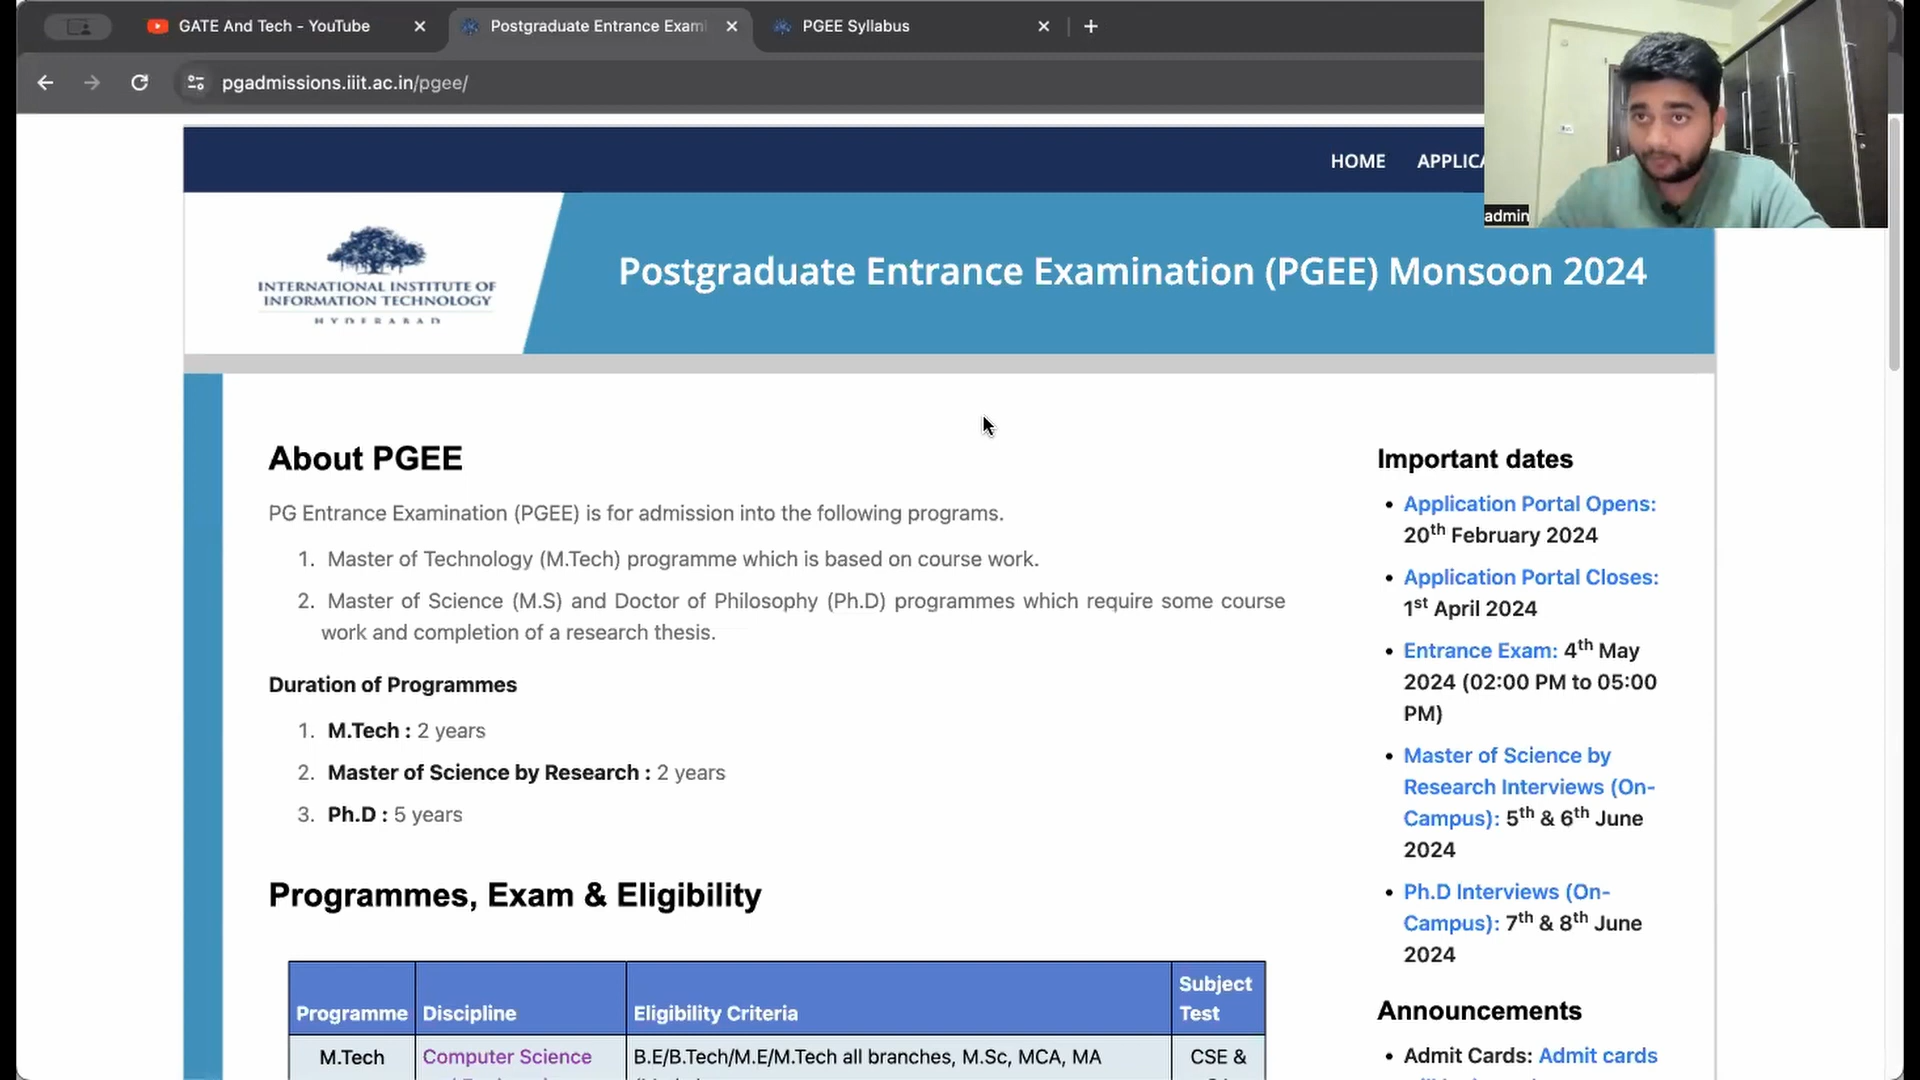 GATE And Tech - YouTube
Postgraduate Entrance Exam
PGEE Syllabus
pgadmissions.iiit.ac.in/pgee/
HOME
admin
INTERNATIONAL INSTITUTE OF
INFORMATION TECHNOLOGY
HYDERABAD
Postgraduate Entrance Examination (PGEE) Monsoon 2024
About PGEE
PG Entrance Examination (PGEE) is for admission into the following programs.
1. Master of Technology (M.Tech) programme which is based on course work.
2. Master of Science (M.S) and Doctor of Philosophy (Ph.D) programmes which require some course
work and completion of a research thesis.
Duration of Programmes
1. M.Tech : 2 years
2. Master of Science by Research : 2 years
3. Ph.D : 5 years
Programmes, Exam & Eligibility
Programme Discipline Eligibility Criteria Subject
Test
M.Tech Computer Science B.E/B.Tech/M.E/M.Tech all branches, M.Sc, MCA, MA CSE &
Important dates
• Application Portal Opens:
20th February 2024
• Application Portal Closes:
1st April 2024
• Entrance Exam: 4th May
2024 (02:00 PM to 05:00
PM)
• Master of Science by
Research Interviews (On-
Campus): 5th & 6th June
2024
• Ph.D Interviews (On-
Campus): 7th & 8th June
2024
Announcements
• Admit Cards: Admit cards